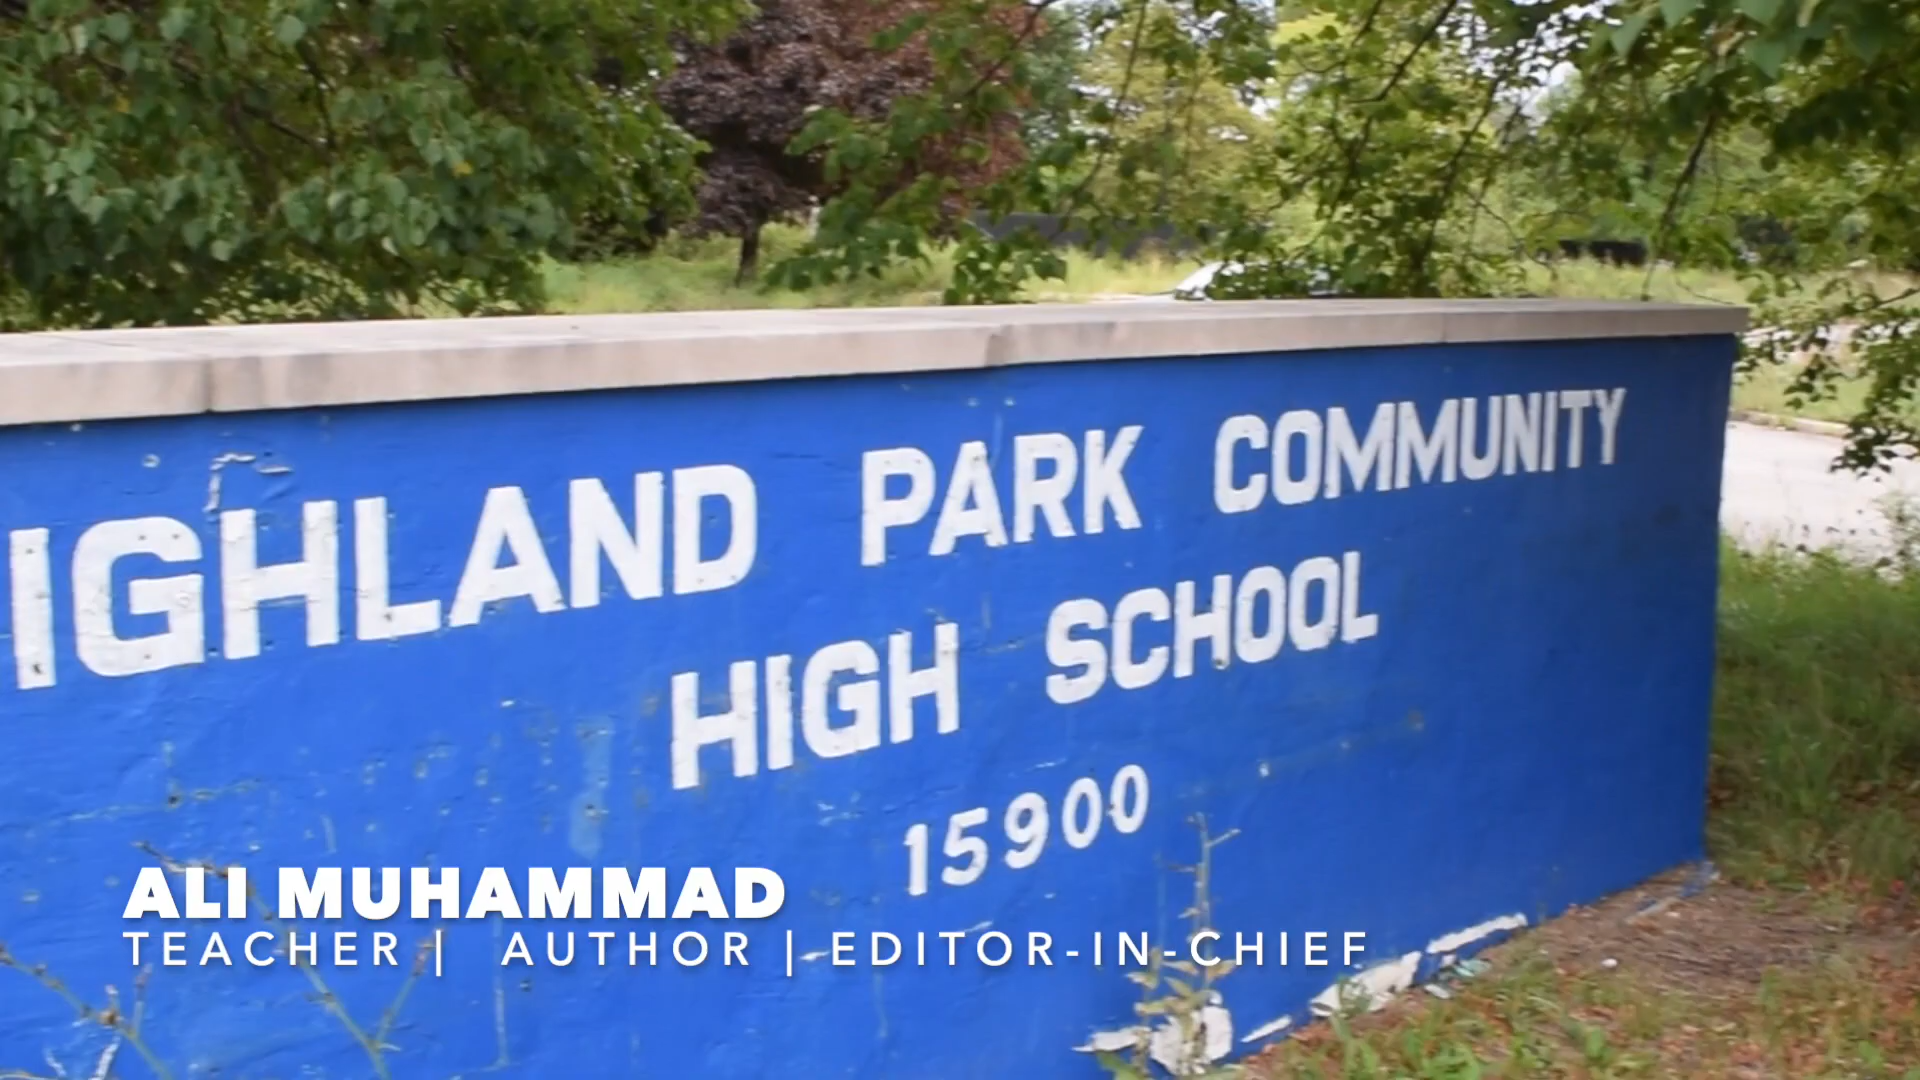 IGHLAND PARK COMMUNITY
HIGH SCHOOL
15900
ALI MUHAMMAD
TEACHER | AUTHOR | EDITOR-IN-CHIEF